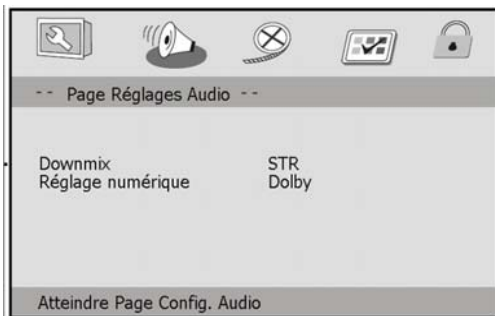 - - Page Réglages Audio - -
Downmix STR
Réglage numérique Dolby
Atteindre Page Config. Audio